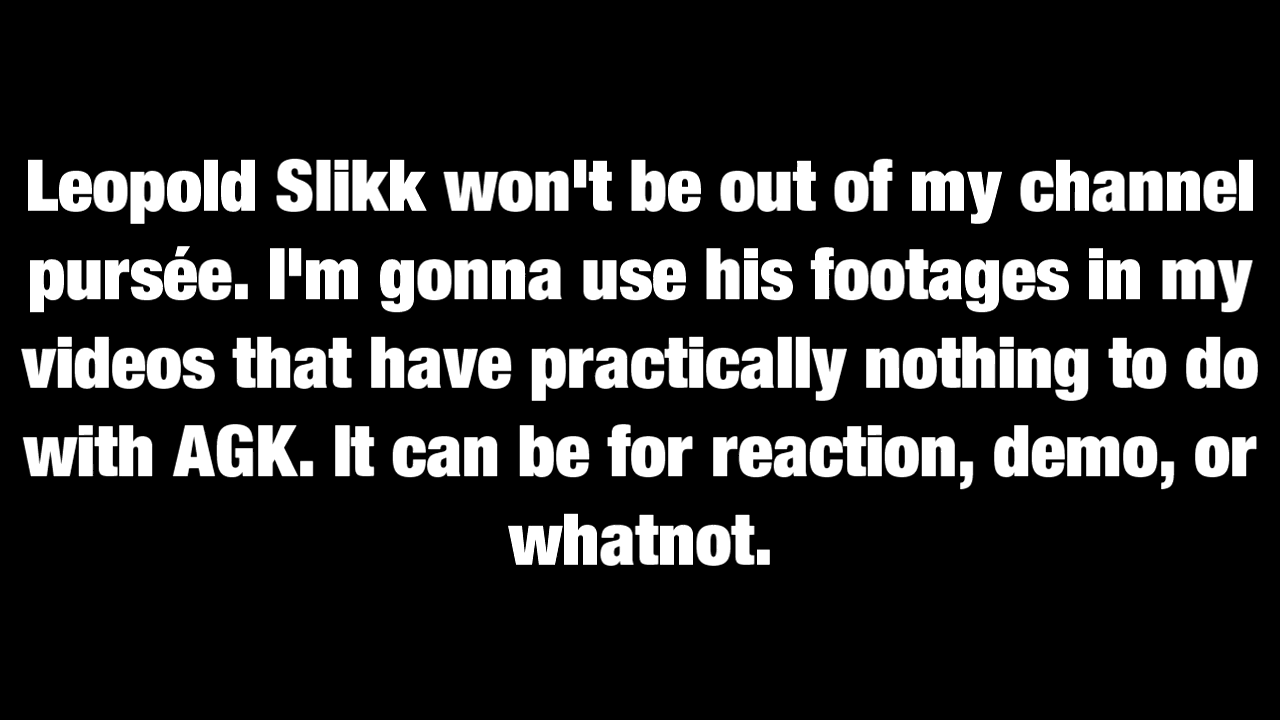 Leopold Slikk won't be out of my channel
pursée. I'm gonna use his footages in my
videos that have practically nothing to do
with AGK. It can be for reaction, demo, or
whatnot.